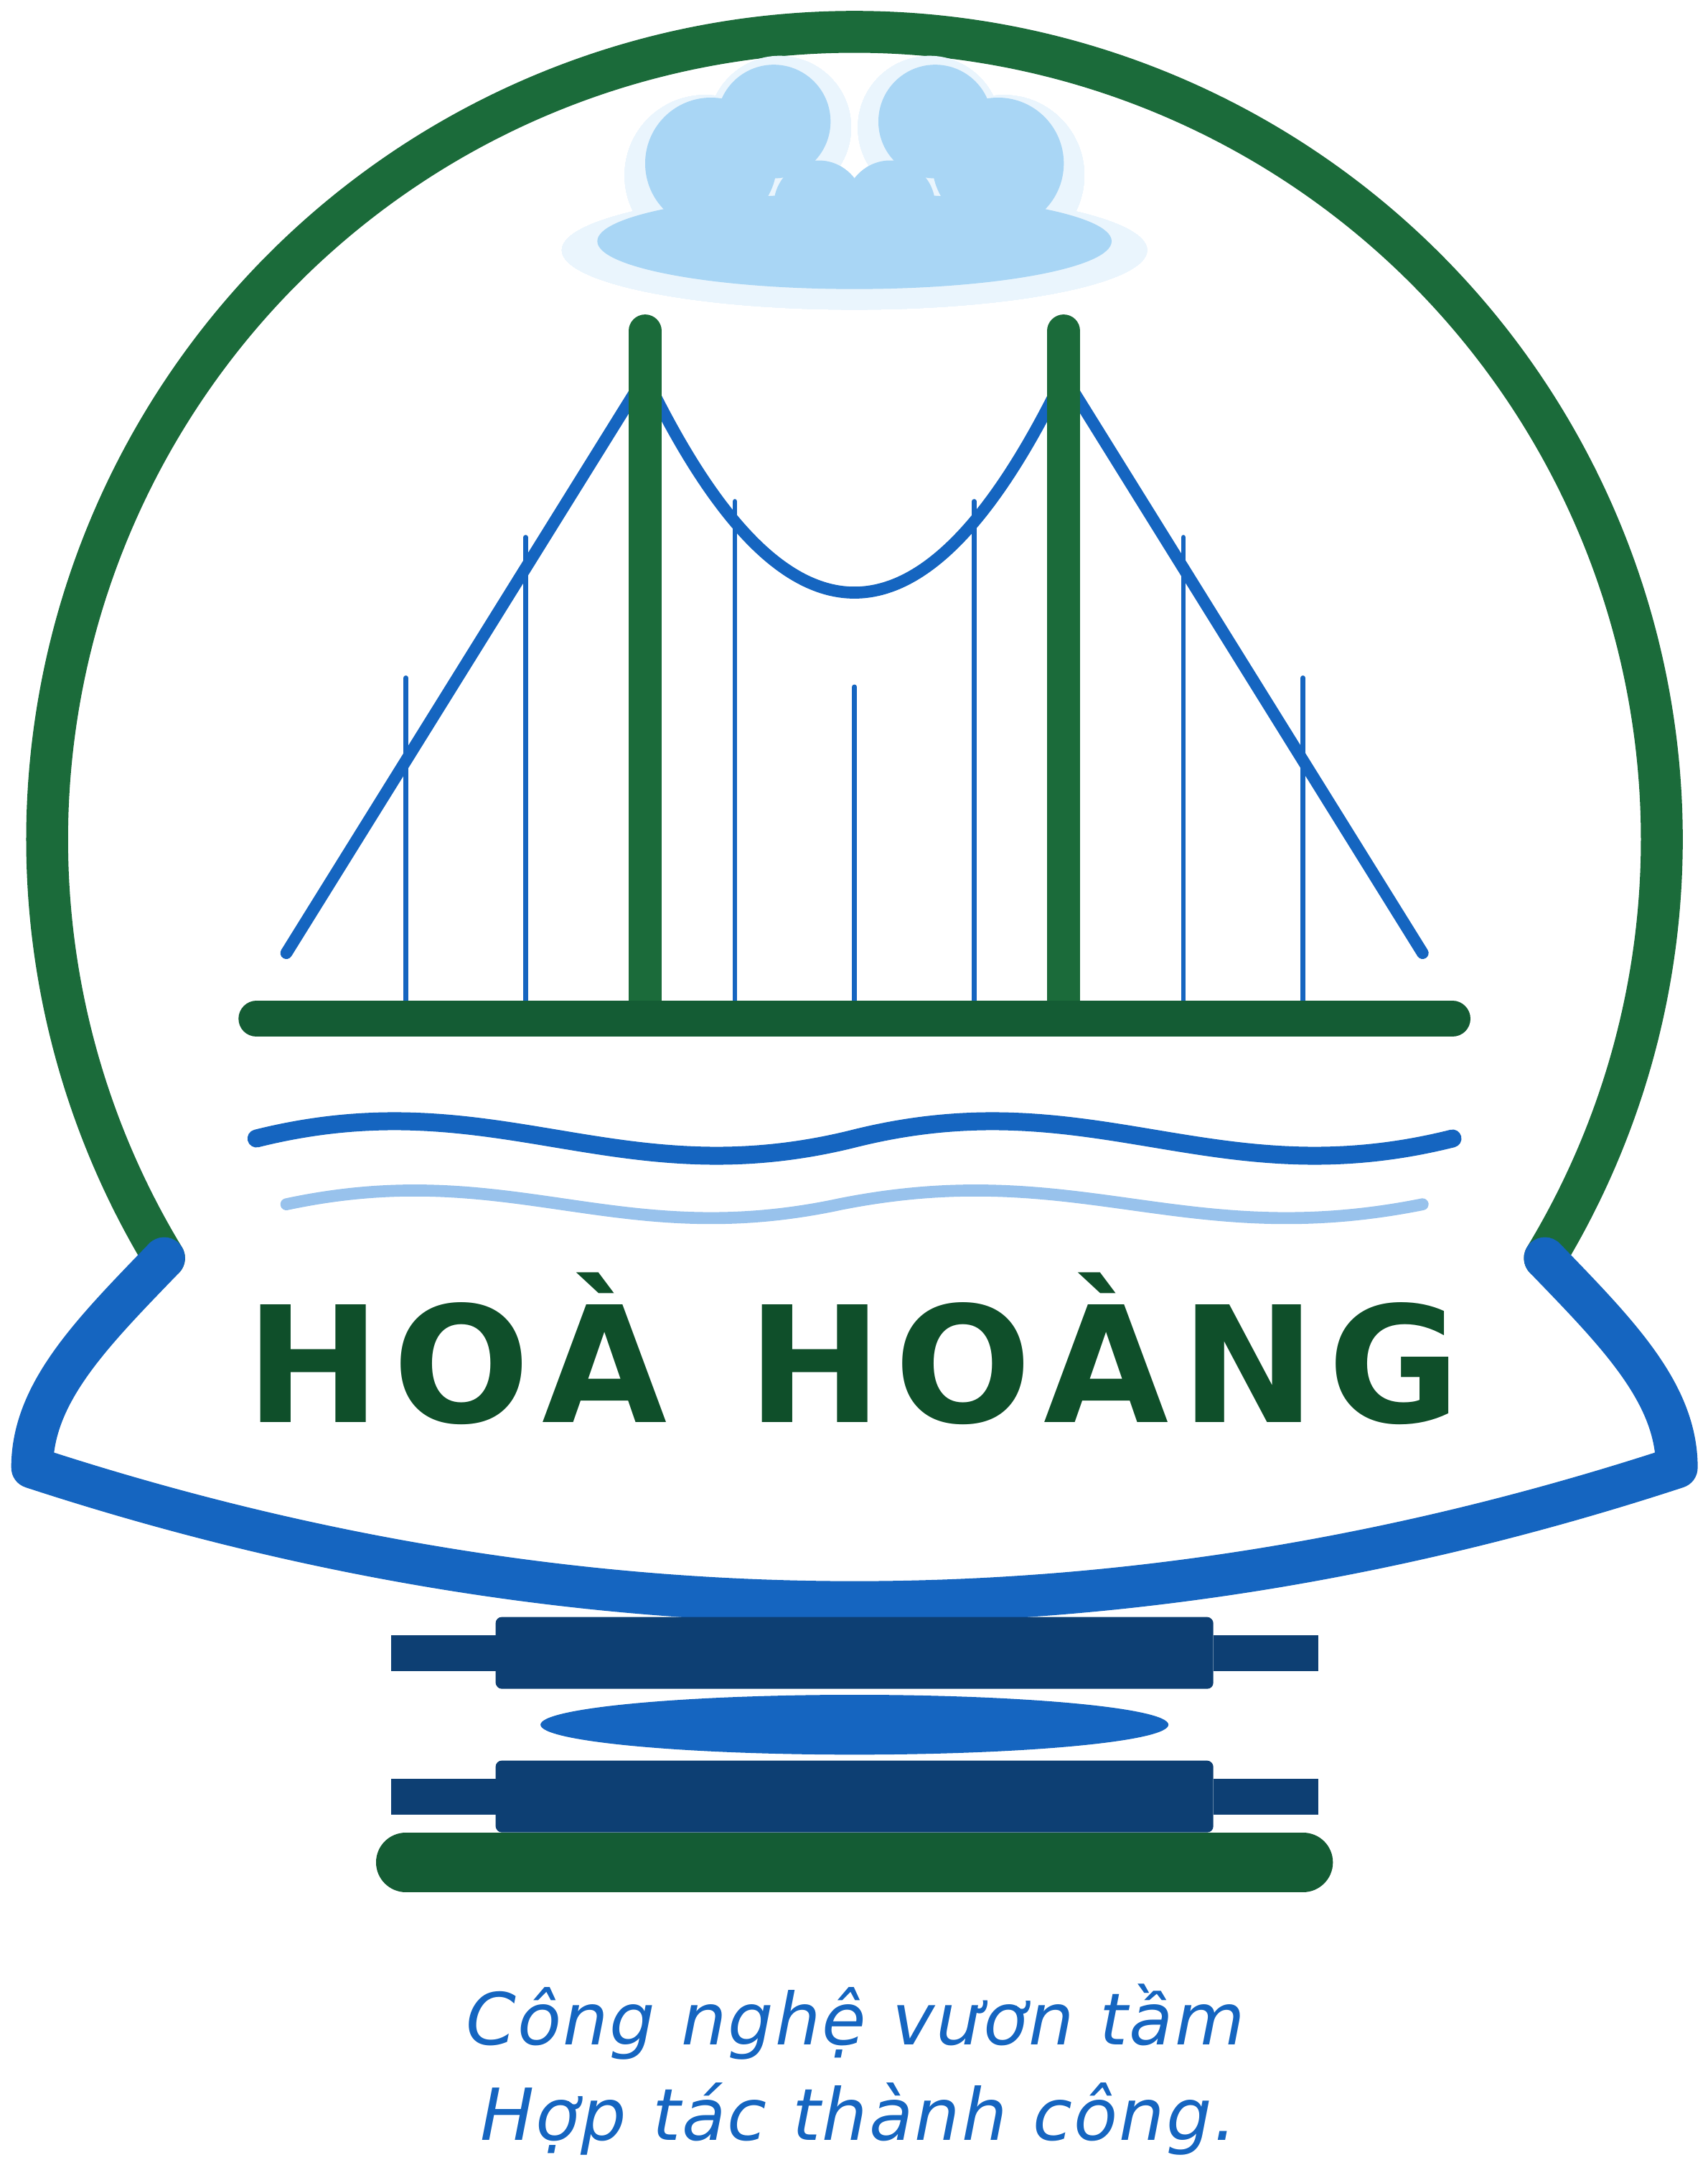 HOÀ HOÀNG
Công nghệ vươn tầm
Hợp tác thành công.